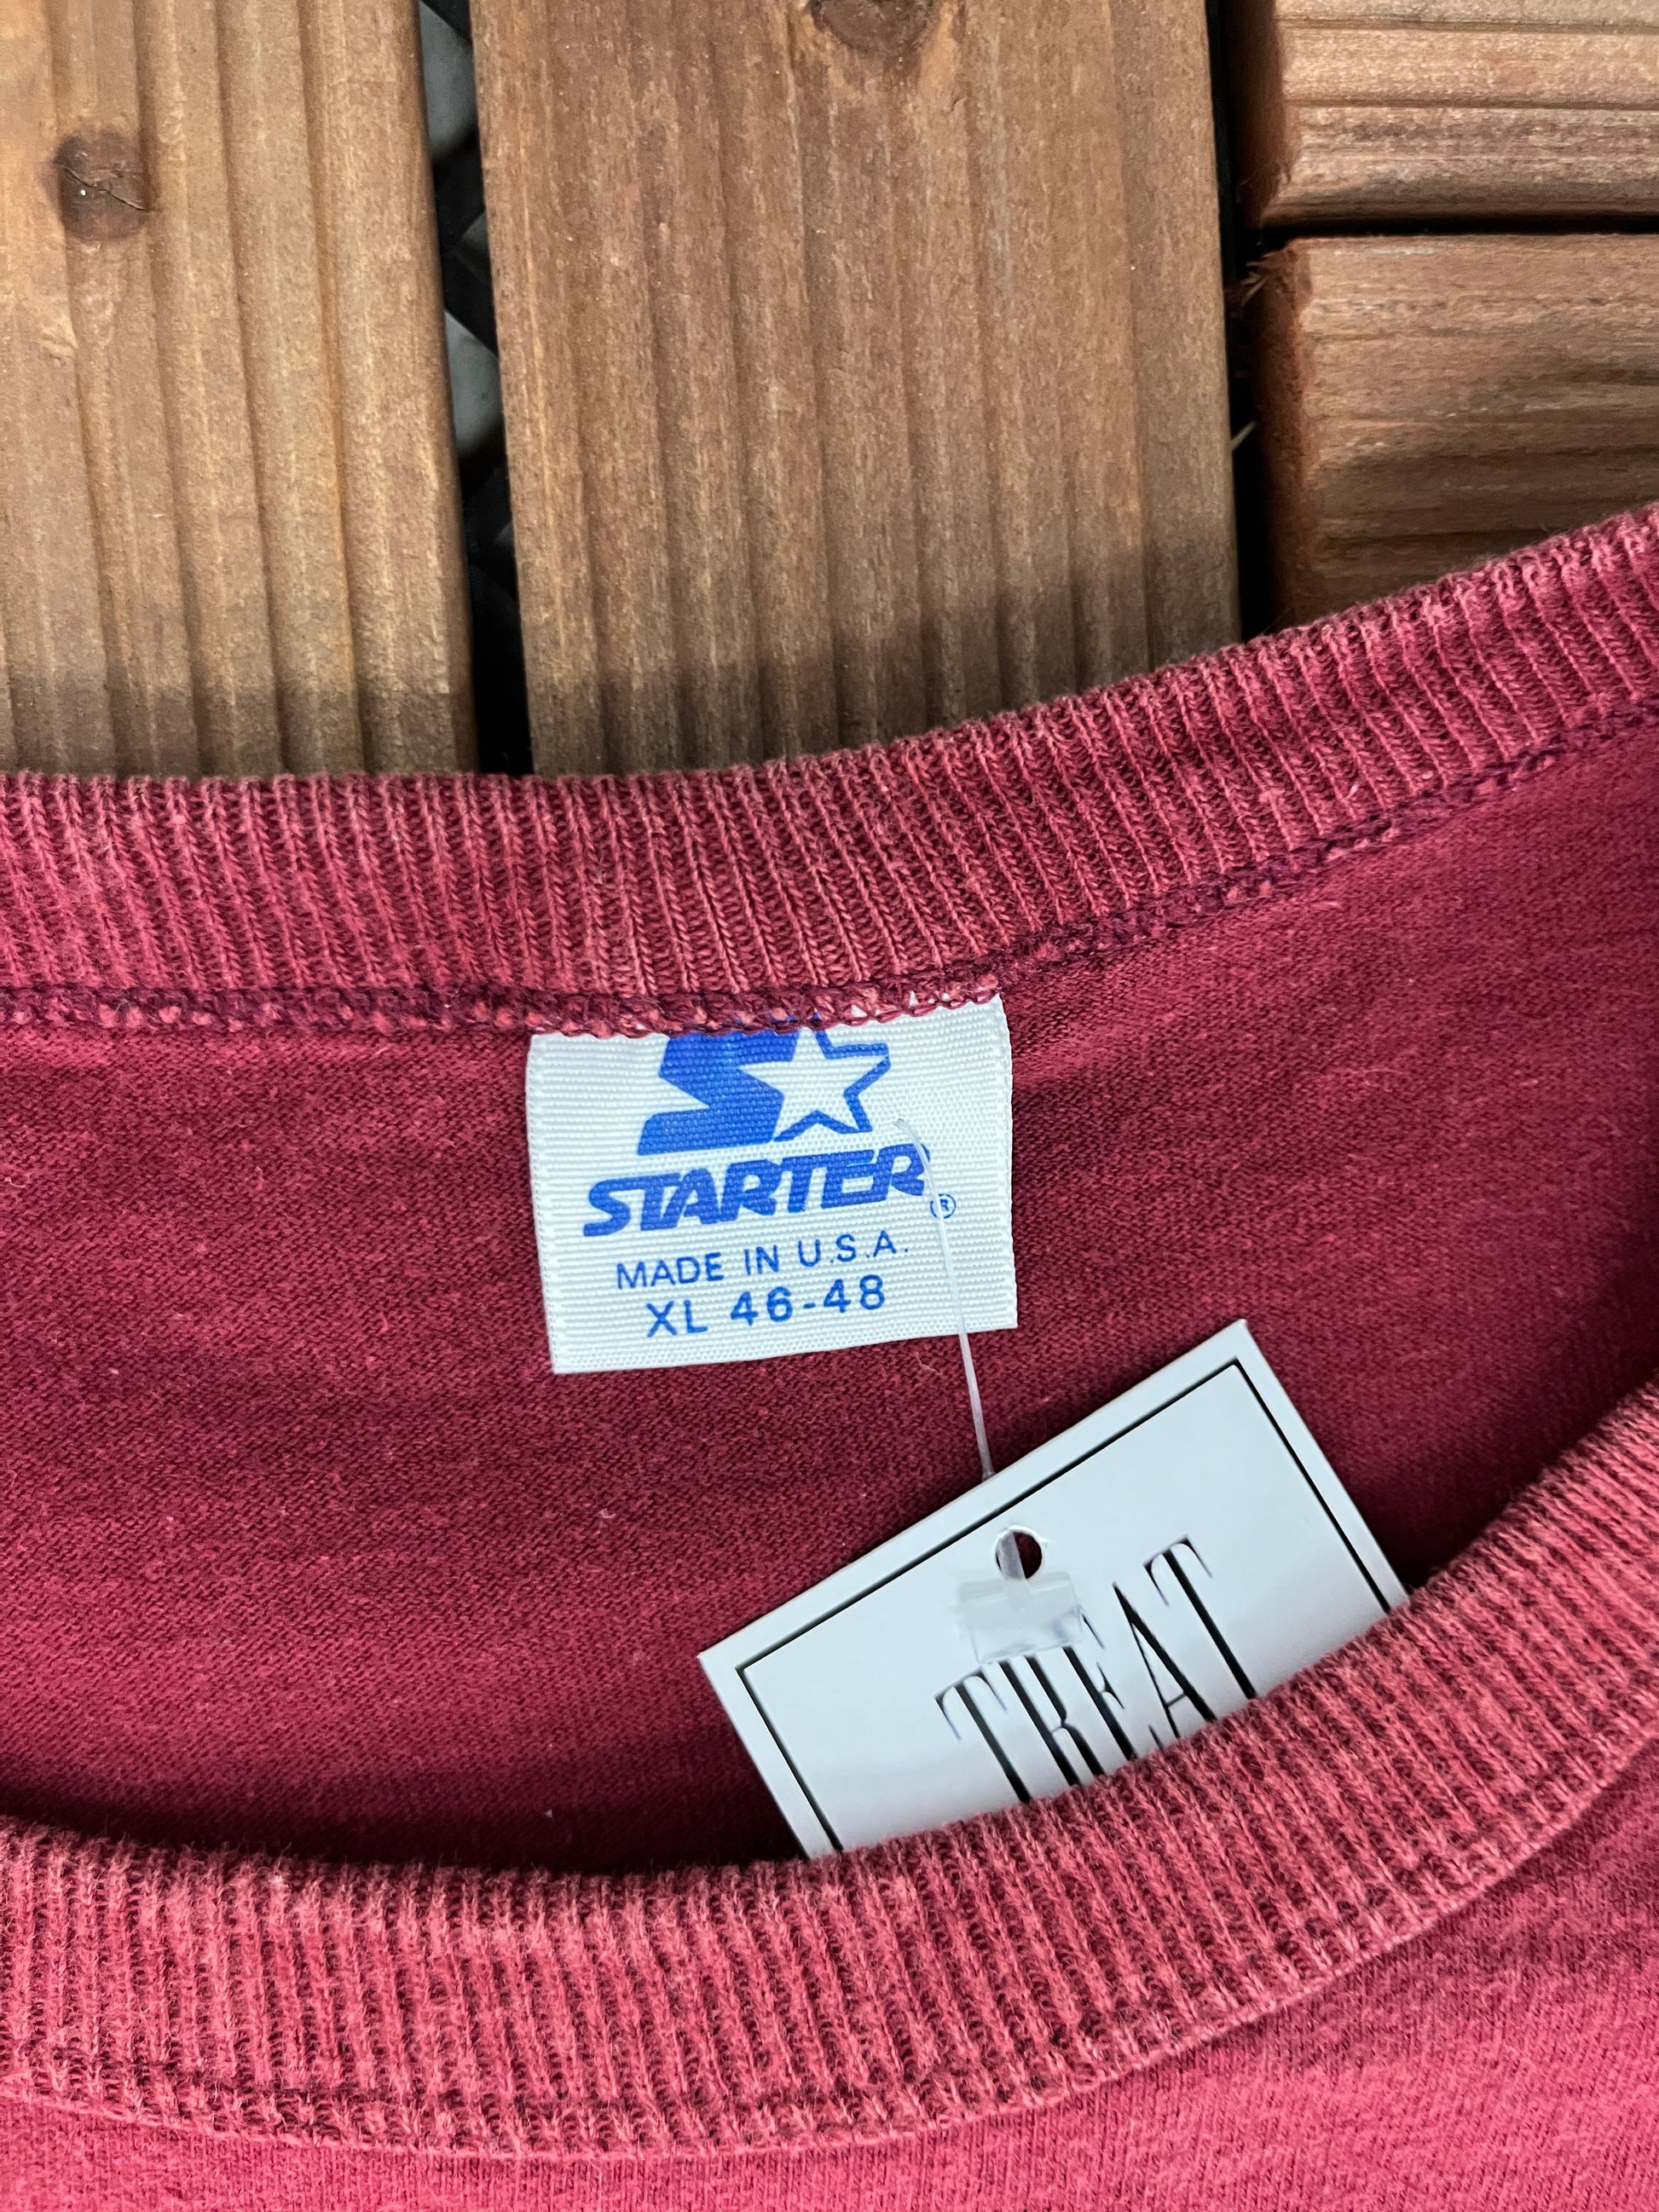 STARTER®
MADE IN U.S.A.
XL 46-48
TREAT